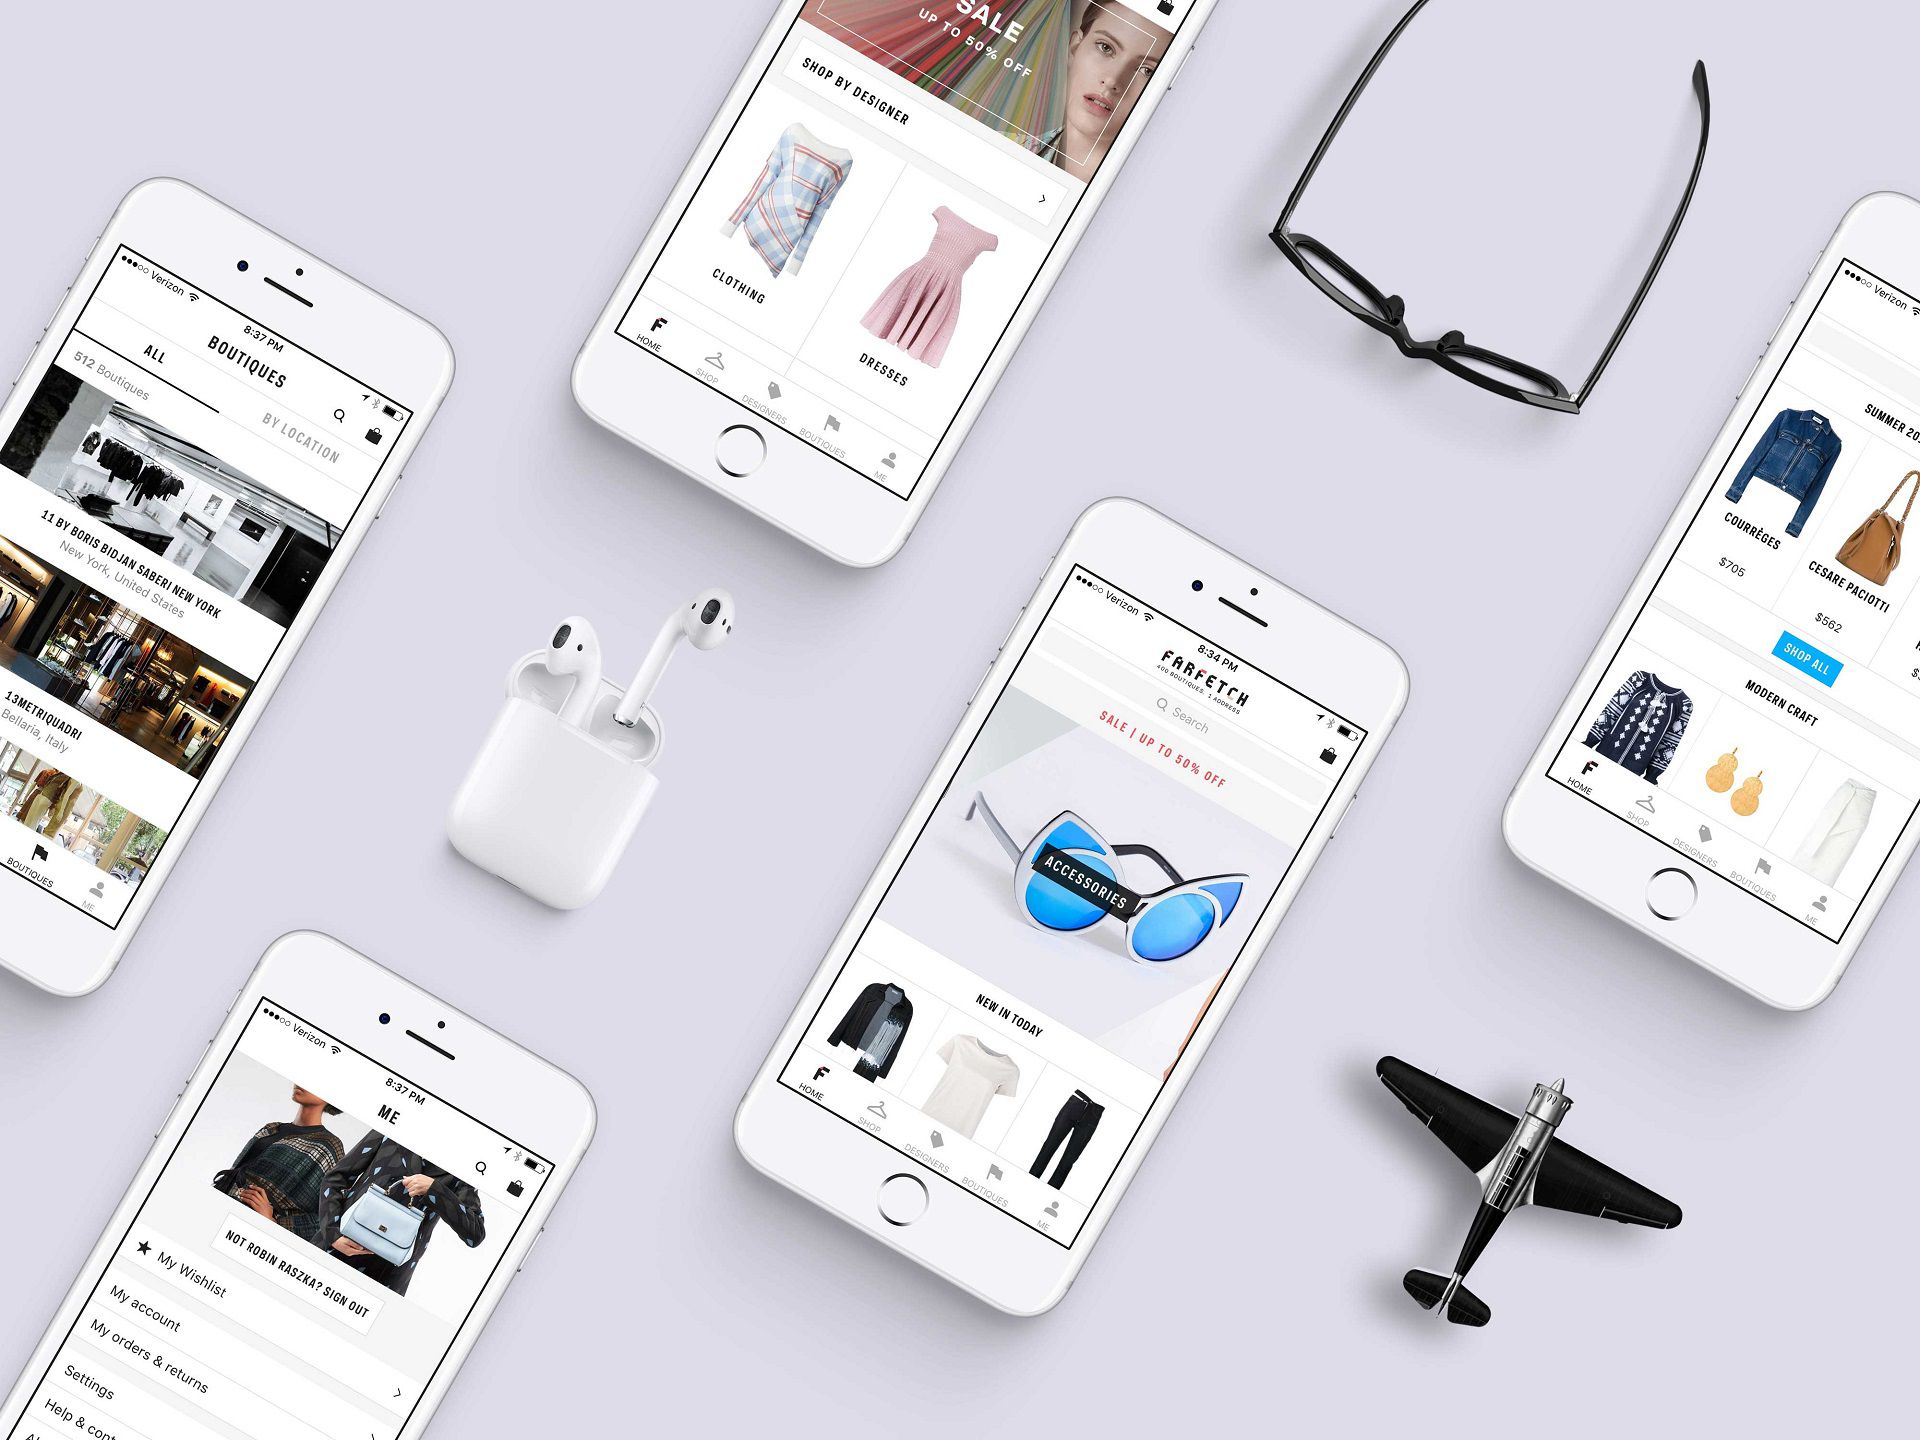 ●●●○○ Verizon
8:37 PM
BOUTIQUES
ALL
BY LOCATION
512 Boutiques
11 BY BORIS BIDJAN SABERI NEW YORK
New York, United States
13METRIQUADRI
Bellaria, Italy
BOUTIQUES
ME
SALE
UP TO 50% OFF
SHOP BY DESIGNER
CLOTHING
DRESSES
HOME
SHOP
DESIGNERS
BOUTIQUES
ME
●●●○○ Verizon
8:34 PM
FARFETCH
400 BOUTIQUES. 1 ADDRESS
Search
SALE | UP TO 50% OFF
ACCESSORIES
NEW IN TODAY
HOME
SHOP
DESIGNERS
BOUTIQUES
ME
●●●○○ Verizon
SUMMER
COURRÈGES
$705
CESARE PACIOTTI
$562
SHOP ALL
MODERN CRAFT
HOME
SHOP
DESIGNERS
BOUTIQUES
ME
●●●○○ Verizon
8:37 PM
ME
NOT ROBIN RASZKA? SIGN OUT
My Wishlist
My account
My orders & returns
Settings
Help &